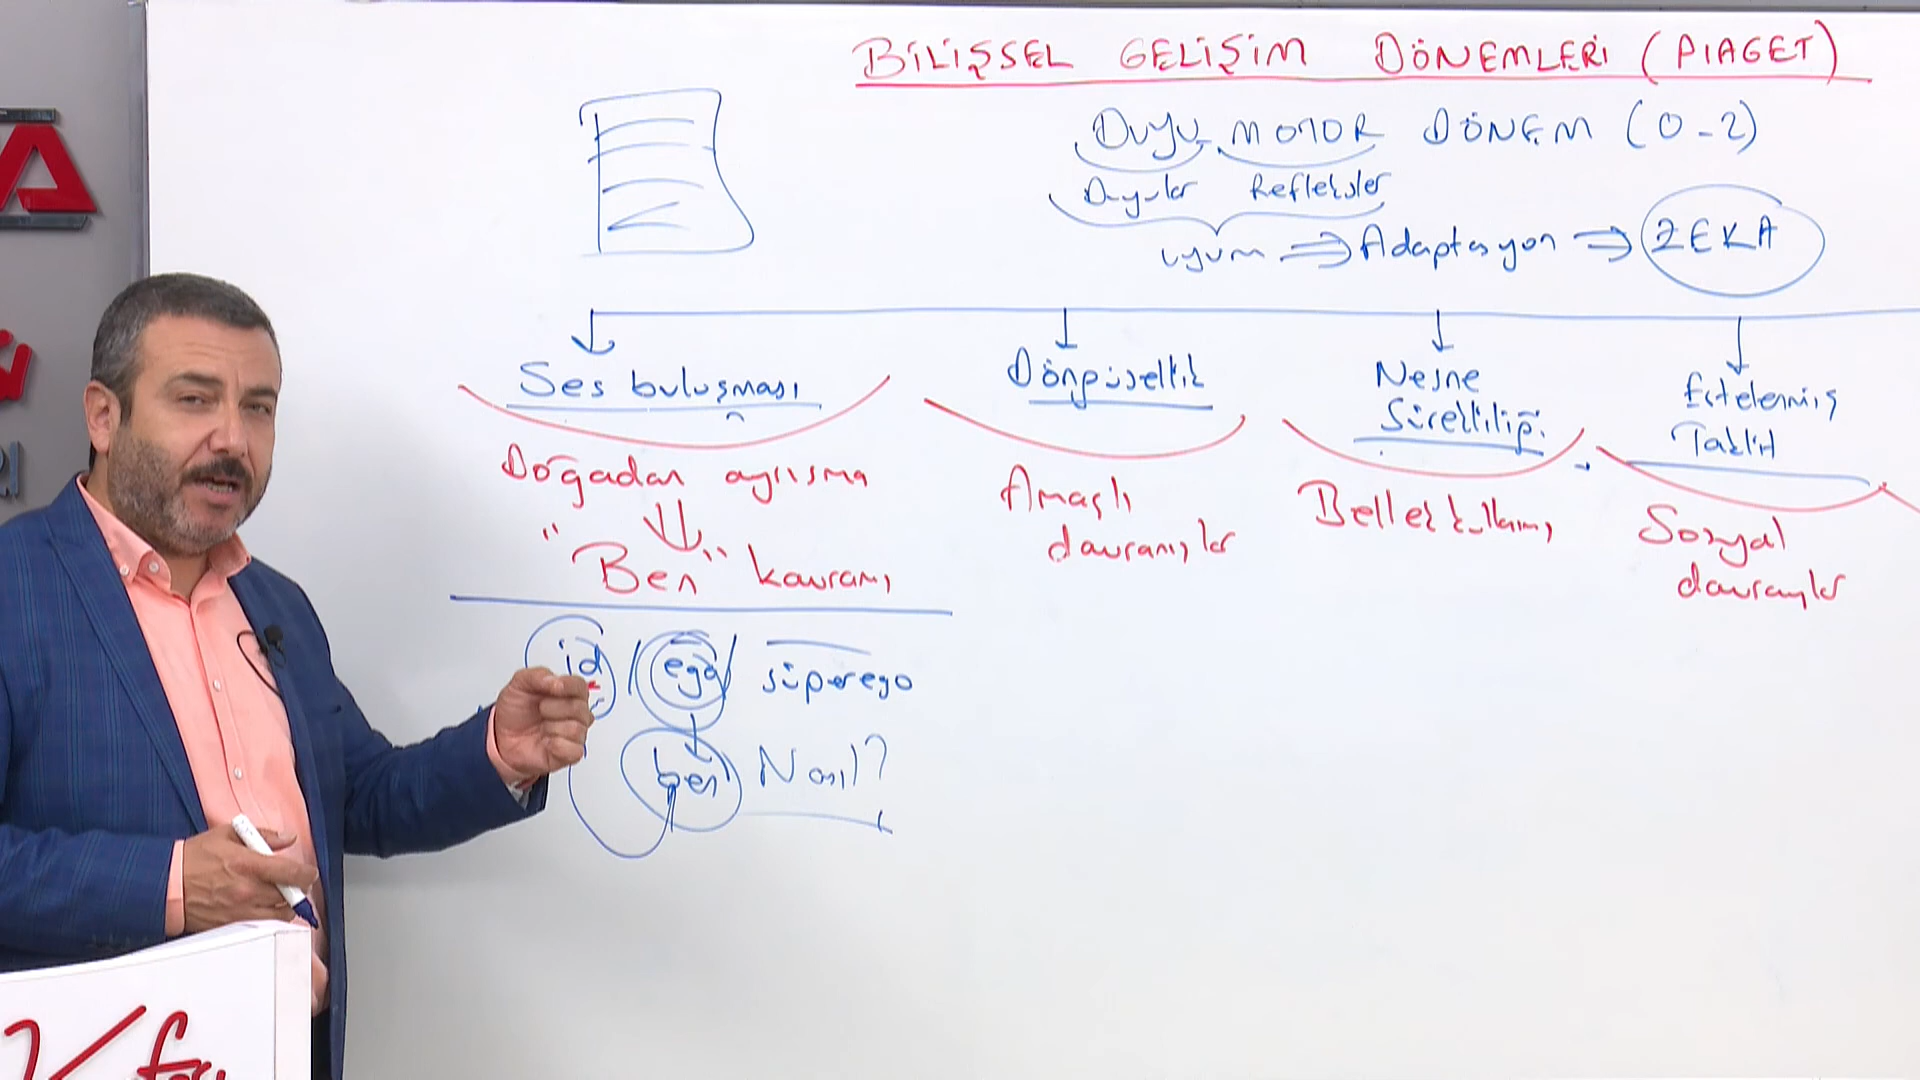 BİLİŞSEL GELİŞİM DÖNEMLERİ (PIAGET)
DUYU MOTOR DÖNEM (0-2)
Duyular Refleksler
uyum ⇒ Adaptasyon ⇒ ZEKA
Ses buluşması
Doğadan ayrışma
"Ben" kavramı
id / ego / süperego
ben Nasıl?
Döngüsellik
Amaçlı
davranışlar
Nesne
Sürekliliği
Bellek kullanımı
Ertelenmiş
Taklit
Sosyal
davranışlar
A